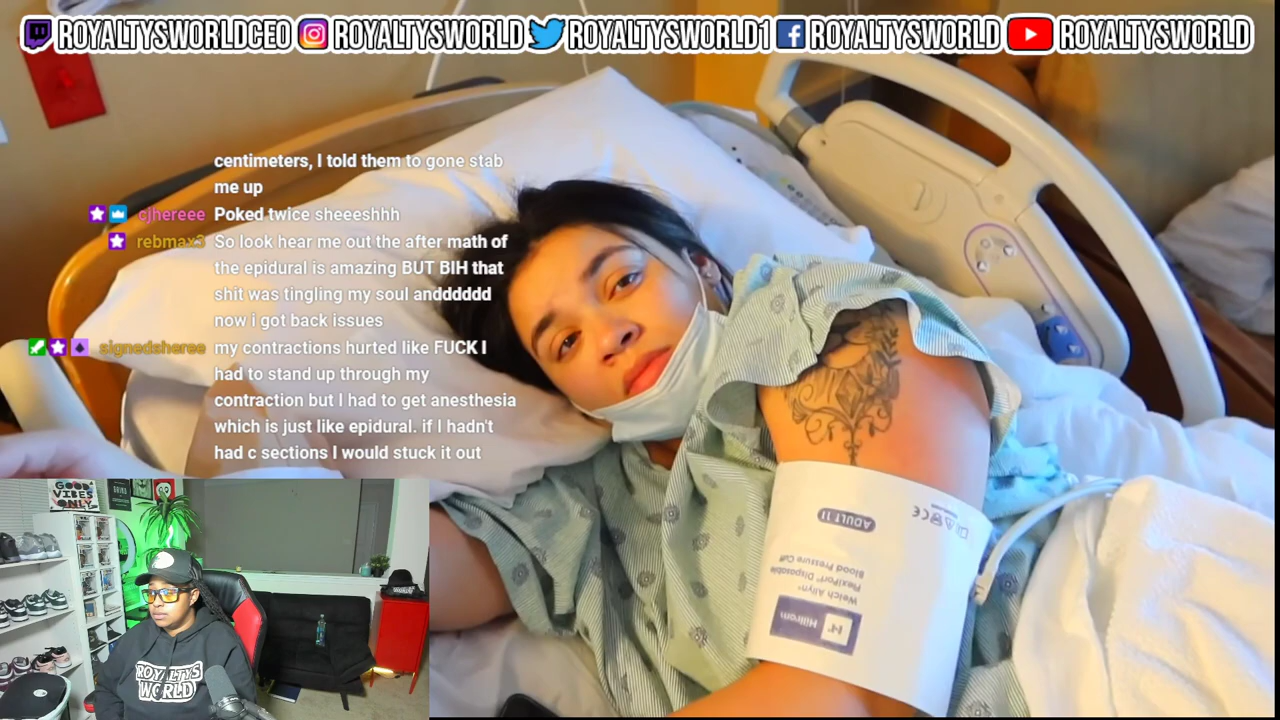 ROYALTYSWORLDCEO ROYALTYSWORLD ROYALTYSWORLD1 ROYALTYSWORLD ROYALTYSWORLD
centimeters, I told them to gone stab
me up
cjhereee Poked twice sheeeshhh
rebmax3 So look hear me out the after math of
the epidural is amazing BUT BIH that
shit was tingling my soul andddddd
now i got back issues
signedsheree my contractions hurted like FUCK I
had to stand up through my
contraction but I had to get anesthesia
which is just like epidural. if I hadn't
had c sections I would stuck it out
GOOD
VIBES
ONLY
ROYALTYS
WORLD
ADULT 11
CE
Welch Allyn
FlexiPort Disposable
Blood Pressure Cuff
H
Hillrom